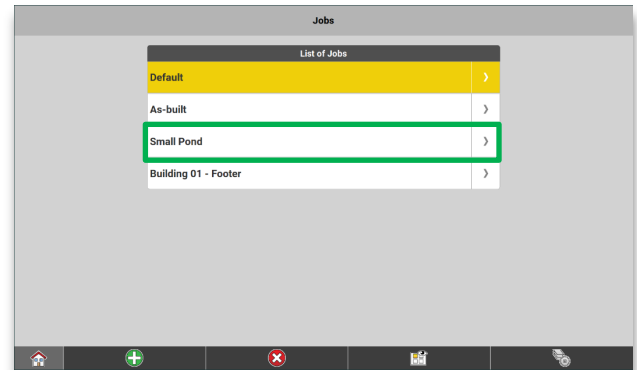 Jobs
List of Jobs
Default
As-built
Small Pond
Building 01 - Footer